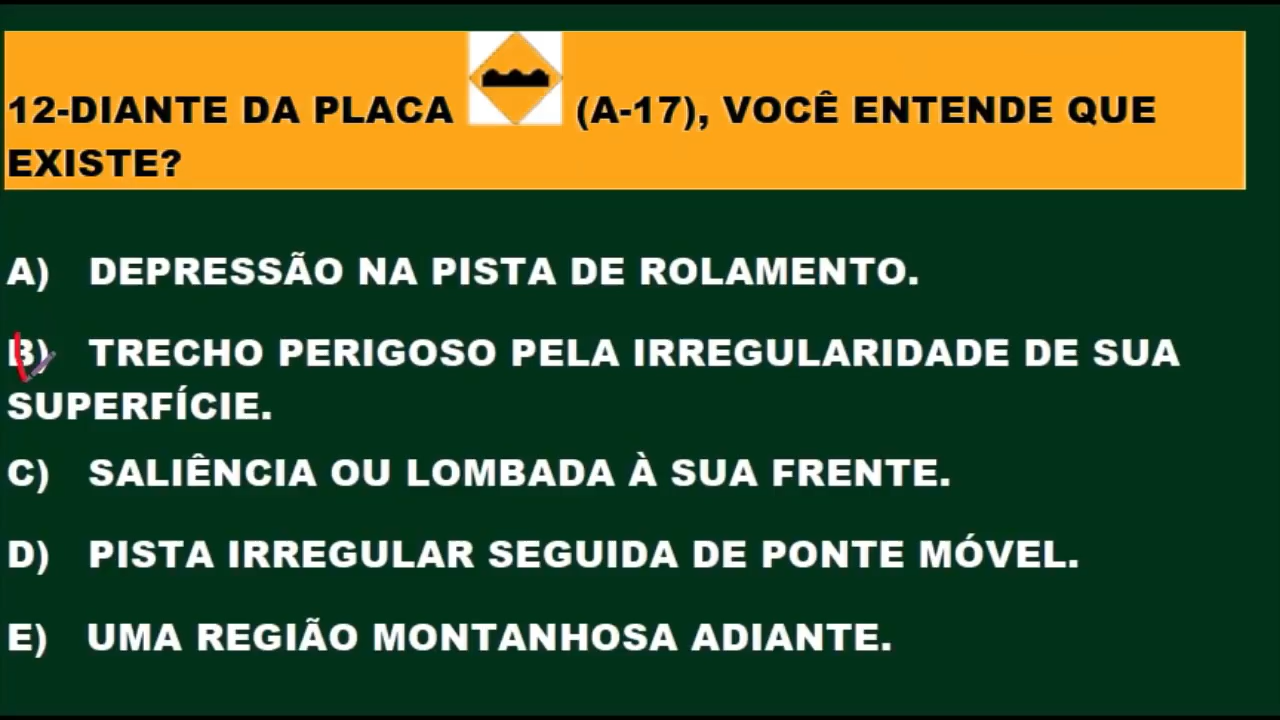 12-DIANTE DA PLACA (A-17), VOCÊ ENTENDE QUE
EXISTE?
A) DEPRESSÃO NA PISTA DE ROLAMENTO.
B) TRECHO PERIGOSO PELA IRREGULARIDADE DE SUA
SUPERFÍCIE.
C) SALIÊNCIA OU LOMBADA À SUA FRENTE.
D) PISTA IRREGULAR SEGUIDA DE PONTE MÓVEL.
E) UMA REGIÃO MONTANHOSA ADIANTE.